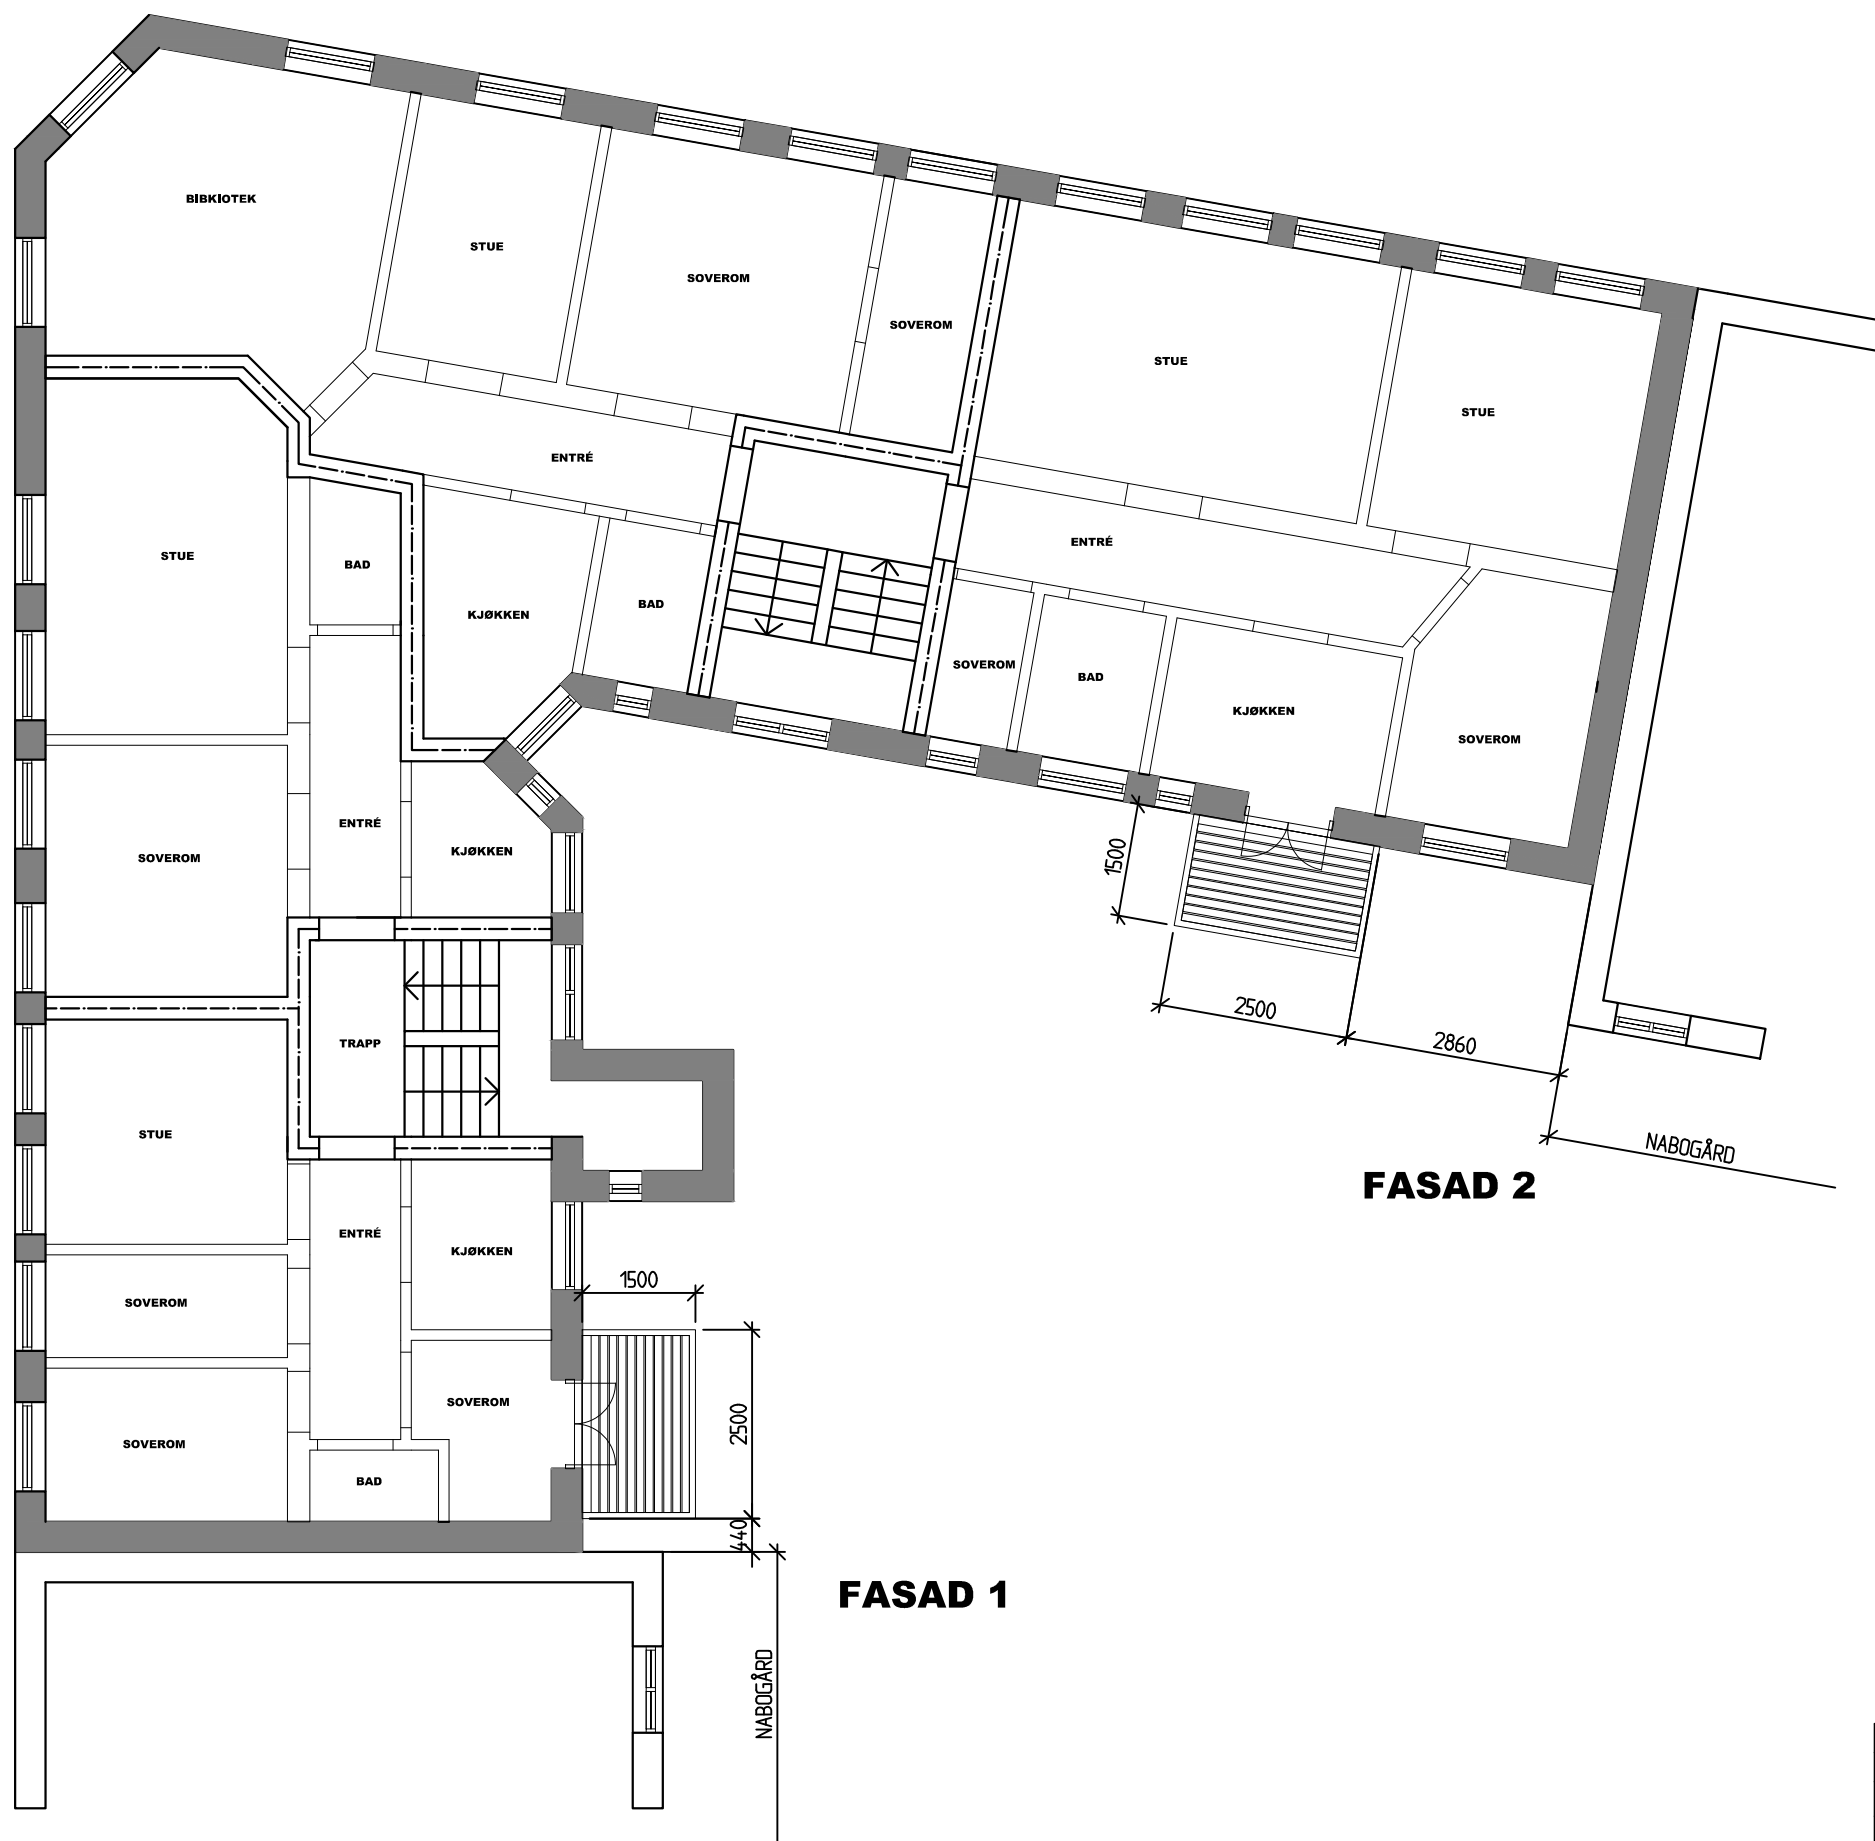 BIBKIOTEK
STUE
SOVEROM
SOVEROM
STUE
STUE
ENTRÉ
ENTRÉ
STUE
BAD
KJØKKEN
BAD
SOVEROM
BAD
KJØKKEN
SOVEROM
SOVEROM
ENTRÉ
KJØKKEN
1500
2500
2860
NABOGÅRD
FASAD 2
TRAPP
STUE
ENTRÉ
KJØKKEN
SOVEROM
1500
SOVEROM
2500
SOVEROM
BAD
440
FASAD 1
NABOGÅRD